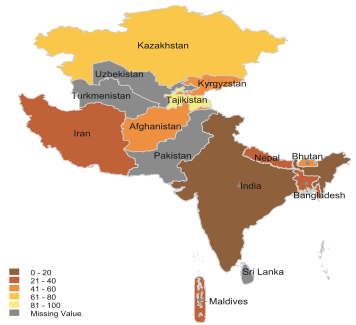 Kazakhstan
Uzbekistan
Kyrgyzstan
Turkmenistan
Tajikistan
Iran
Afghanistan
Pakistan
Nepal
Bhutan
India
Bangladesh
Sri Lanka
Maldives
0 - 20
21 - 40
41 - 60
61 - 80
81 - 100
Missing Value